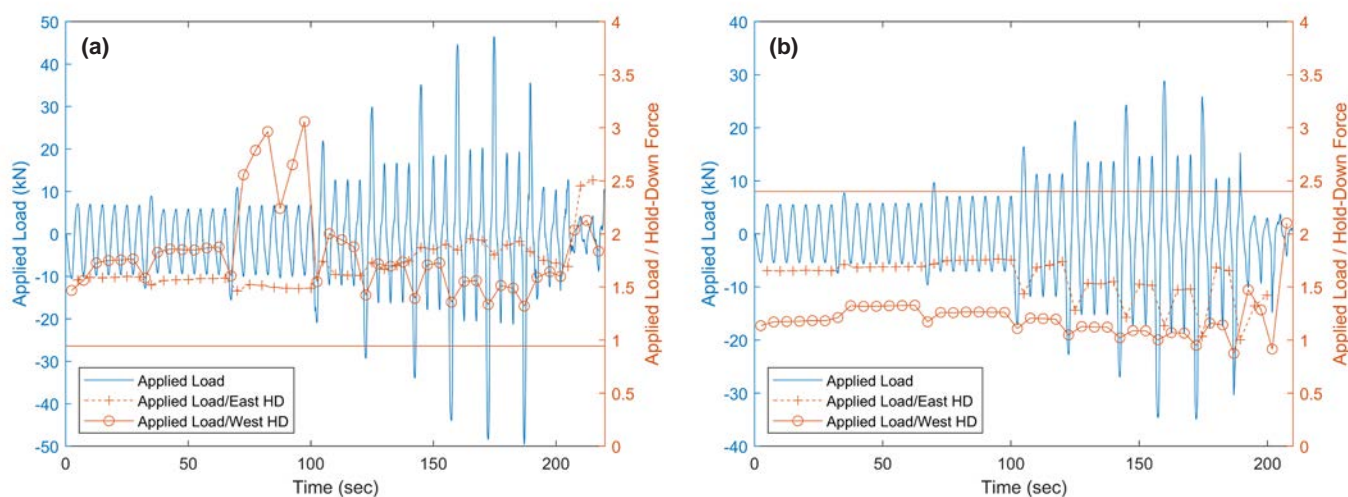 (a)
Applied Load (kN)
50
40
30
20
10
0
-10
-20
-30
-40
-50
Applied Load / Hold-Down Force
4
3.5
3
2.5
2
1.5
1
0.5
0
Applied Load
Applied Load/East HD
Applied Load/West HD
0 50 100 150 200
Time (sec)
(b)
Applied Load (kN)
40
30
20
10
0
-10
-20
-30
-40
Applied Load / Hold-Down Force
4
3.5
3
2.5
2
1.5
1
0.5
0
Applied Load
Applied Load/East HD
Applied Load/West HD
0 50 100 150 200
Time (sec)